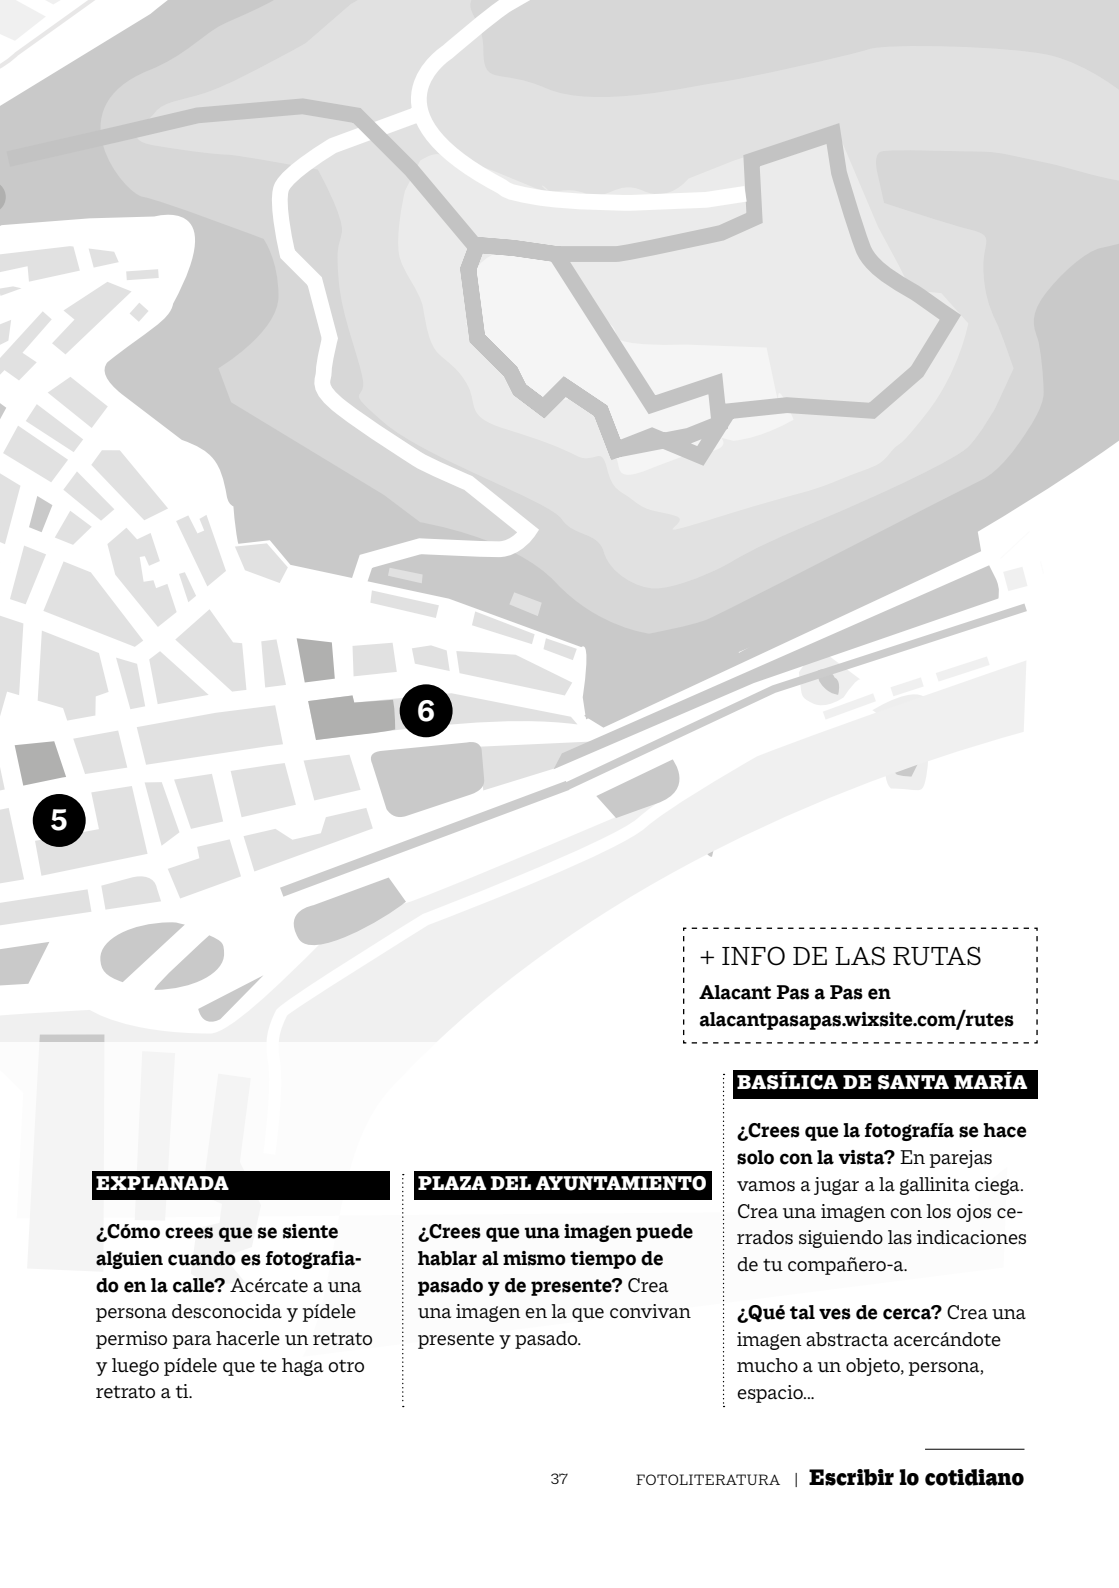 6
5
+ INFO DE LAS RUTAS
Alacant Pas a Pas en
alacantpasapas.wixsite.com/rutes
EXPLANADA
¿Cómo crees que se siente
alguien cuando es fotografia-
do en la calle? Acércate a una
persona desconocida y pídele
permiso para hacerle un retrato
y luego pídele que te haga otro
retrato a ti.
PLAZA DEL AYUNTAMIENTO
¿Crees que una imagen puede
hablar al mismo tiempo de
pasado y de presente? Crea
una imagen en la que convivan
presente y pasado.
BASÍLICA DE SANTA MARÍA
¿Crees que la fotografía se hace
solo con la vista? En parejas
vamos a jugar a la gallinita ciega.
Crea una imagen con los ojos ce-
rrados siguiendo las indicaciones
de tu compañero-a.
¿Qué tal ves de cerca? Crea una
imagen abstracta acercándote
mucho a un objeto, persona,
espacio...
37 FOTOLITERATURA | Escribir lo cotidiano